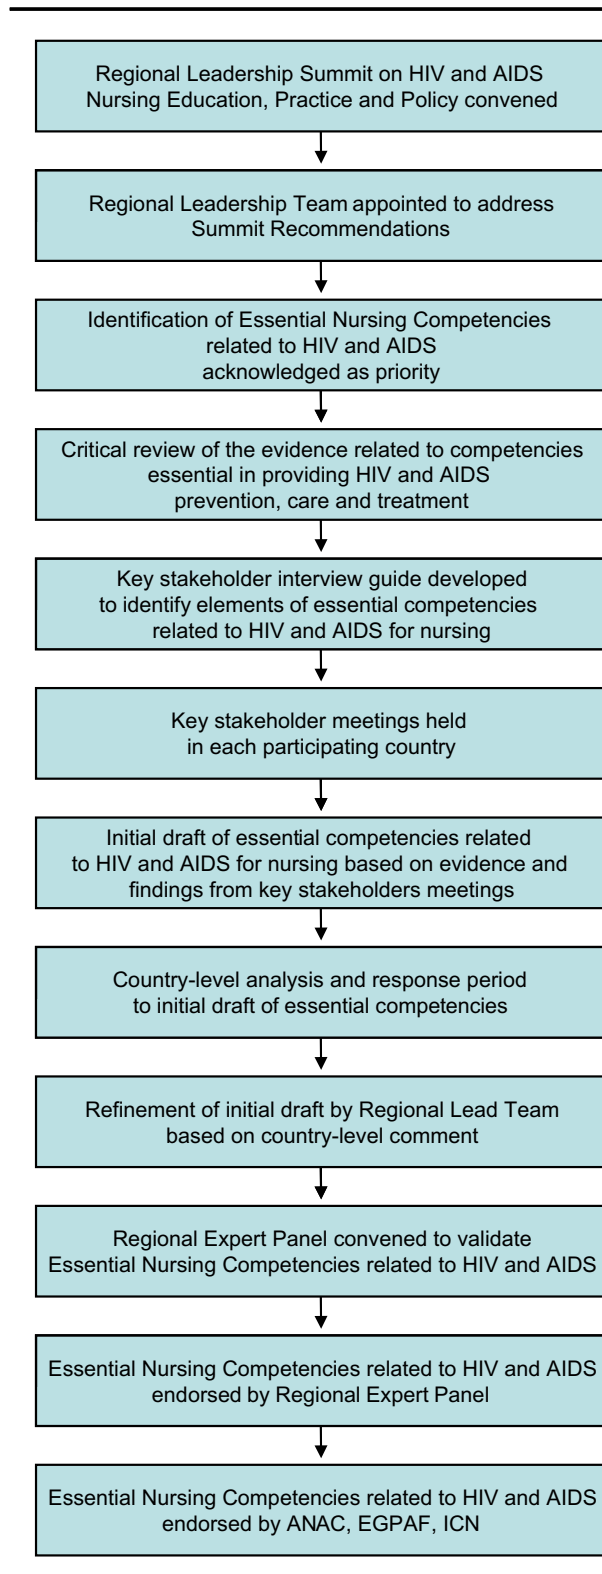 Regional Leadership Summit on HIV and AIDS
Nursing Education, Practice and Policy convened
Regional Leadership Team appointed to address
Summit Recommendations
Identification of Essential Nursing Competencies
related to HIV and AIDS
acknowledged as priority
Critical review of the evidence related to competencies
essential in providing HIV and AIDS
prevention, care and treatment
Key stakeholder interview guide developed
to identify elements of essential competencies
related to HIV and AIDS for nursing
Key stakeholder meetings held
in each participating country
Initial draft of essential competencies related
to HIV and AIDS for nursing based on evidence and
findings from key stakeholders meetings
Country-level analysis and response period
to initial draft of essential competencies
Refinement of initial draft by Regional Lead Team
based on country-level comment
Regional Expert Panel convened to validate
Essential Nursing Competencies related to HIV and AIDS
Essential Nursing Competencies related to HIV and AIDS
endorsed by Regional Expert Panel
Essential Nursing Competencies related to HIV and AIDS
endorsed by ANAC, EGPAF, ICN